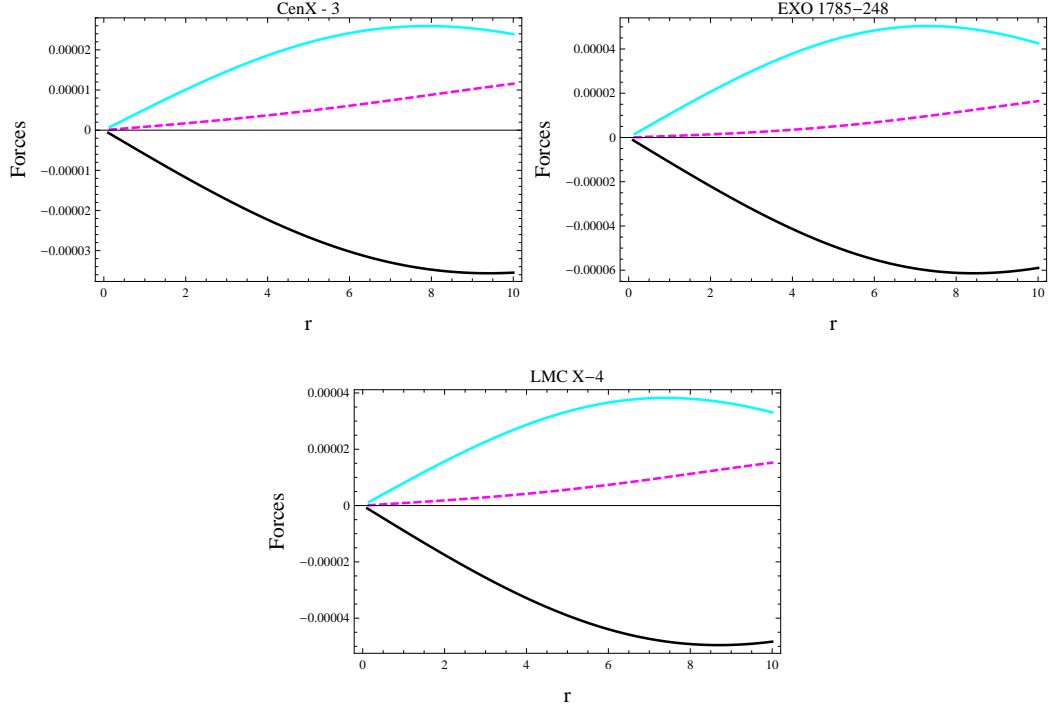 CenX - 3
Forces
0.00002
0.00001
0
−0.00001
−0.00002
−0.00003
0 2 4 6 8 10
r
EXO 1785−248
Forces
0.00004
0.00002
0
−0.00002
−0.00004
−0.00006
0 2 4 6 8 10
r
LMC X−4
Forces
0.00004
0.00002
0
−0.00002
−0.00004
0 2 4 6 8 10
r